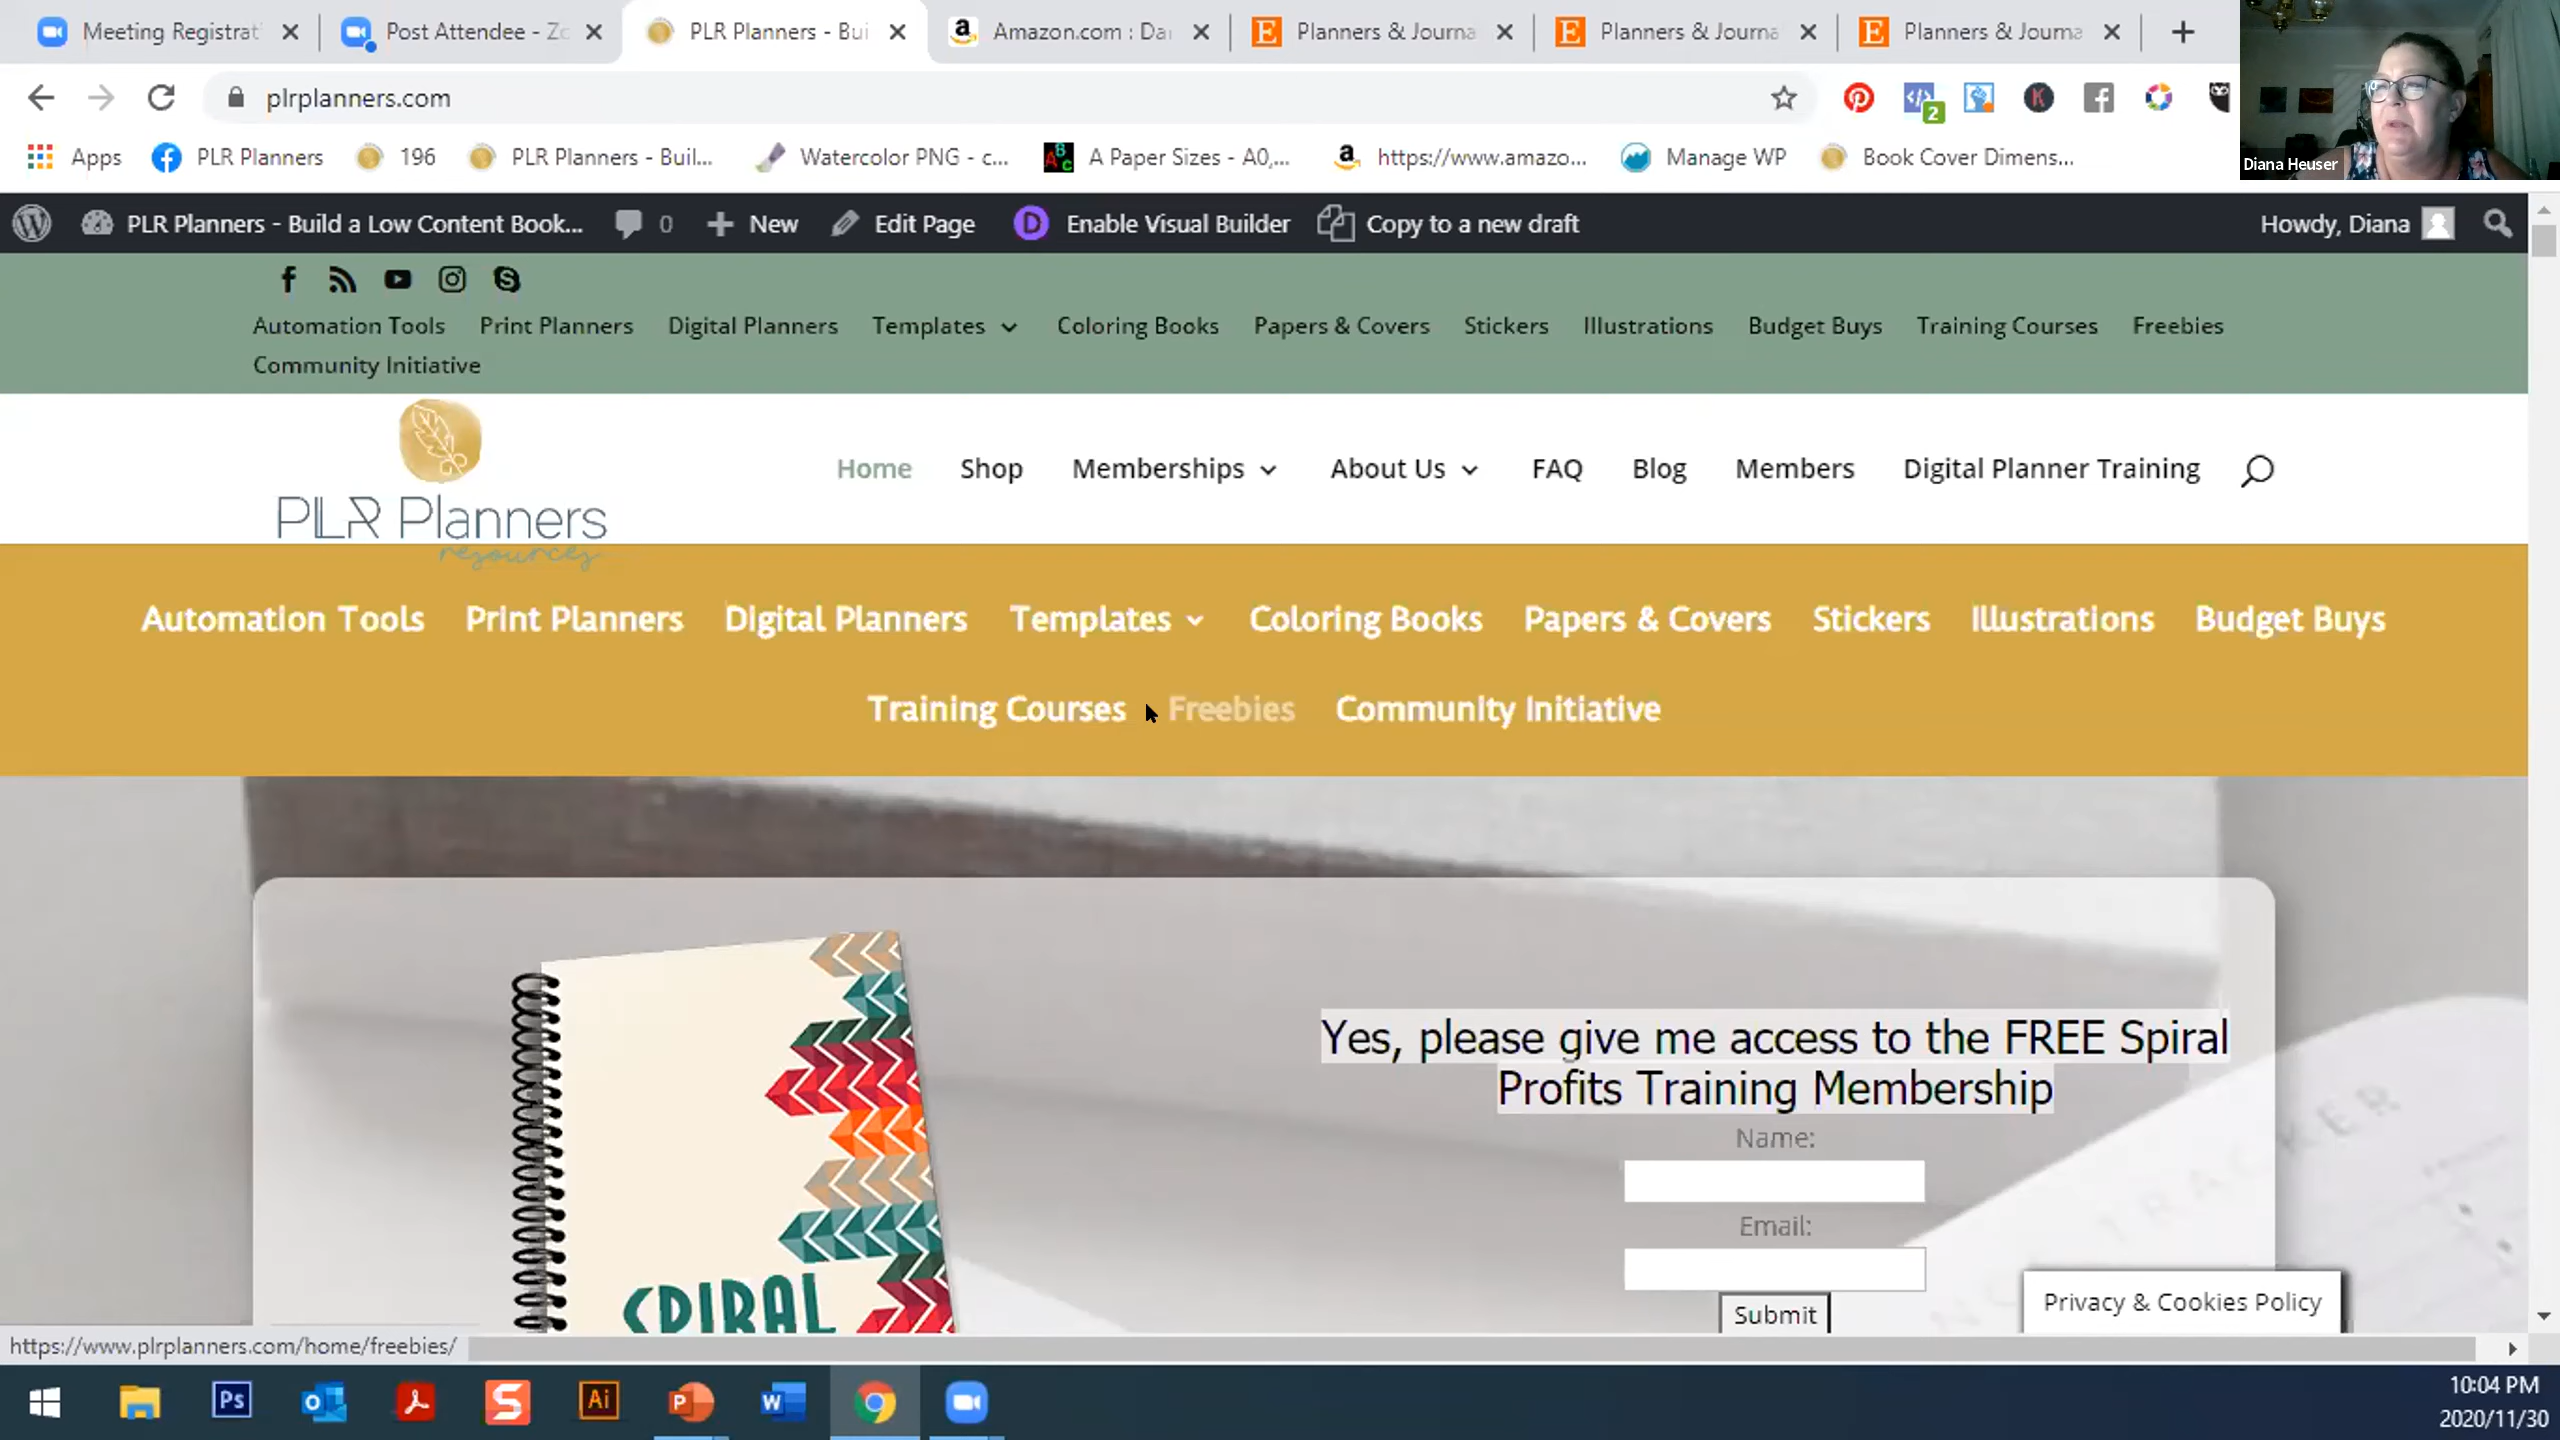 Meeting Registrat
Post Attendee - Zo
PLR Planners - Bui
Amazon.com : Da
Planners & Journa
Planners & Journa
Planners & Journa
plrplanners.com
2
Apps
PLR Planners
196
PLR Planners - Buil...
Watercolor PNG - c...
A Paper Sizes - A0,...
https://www.amazo...
Manage WP
Book Cover Dimens...
Diana Heuser
PLR Planners - Build a Low Content Book...
0
New
Edit Page
D
Enable Visual Builder
Copy to a new draft
Howdy, Diana
Automation Tools Print Planners Digital Planners Templates Coloring Books Papers & Covers Stickers Illustrations Budget Buys Training Courses Freebies
Community Initiative
PLR Planners
resources
Home Shop Memberships About Us FAQ Blog Members Digital Planner Training
Automation Tools Print Planners Digital Planners Templates Coloring Books Papers & Covers Stickers Illustrations Budget Buys
Training Courses Freebies Community Initiative
Yes, please give me access to the FREE Spiral
Profits Training Membership
Name:
Email:
Submit
SPIRAL
Privacy & Cookies Policy
https://www.plrplanners.com/home/freebies/
10:04 PM
2020/11/30